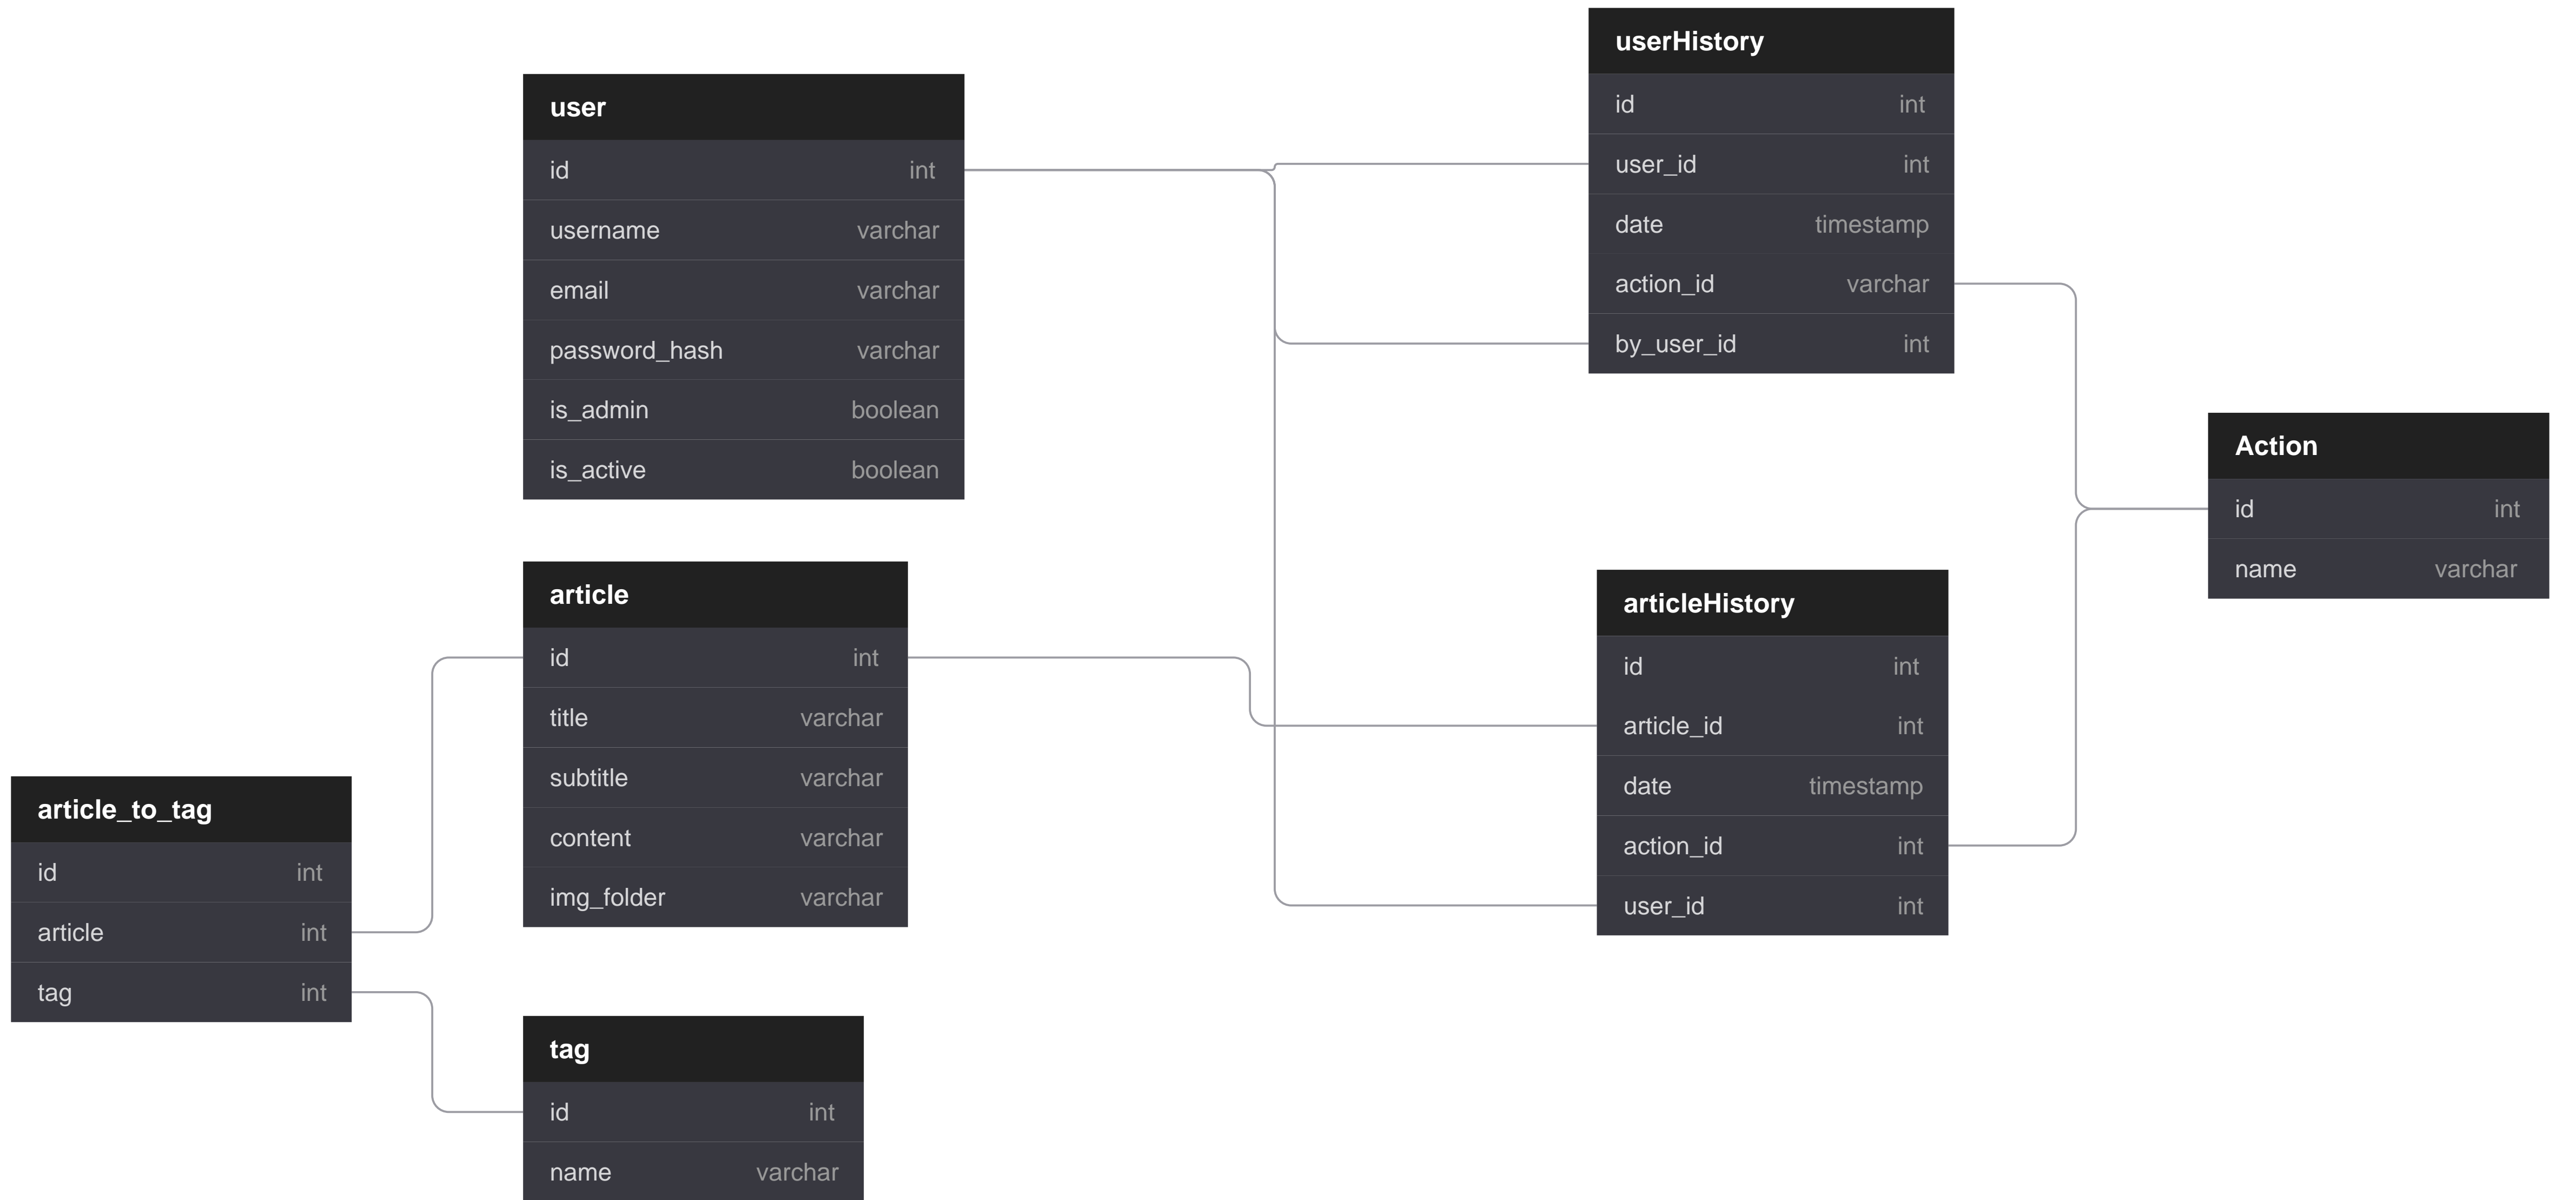 user
id int
username varchar
email varchar
password_hash varchar
is_admin boolean
is_active boolean
userHistory
id int
user_id int
date timestamp
action_id varchar
by_user_id int
Action
id int
name varchar
article
id int
title varchar
subtitle varchar
content varchar
img_folder varchar
articleHistory
id int
article_id int
date timestamp
action_id int
user_id int
article_to_tag
id int
article int
tag int
tag
id int
name varchar